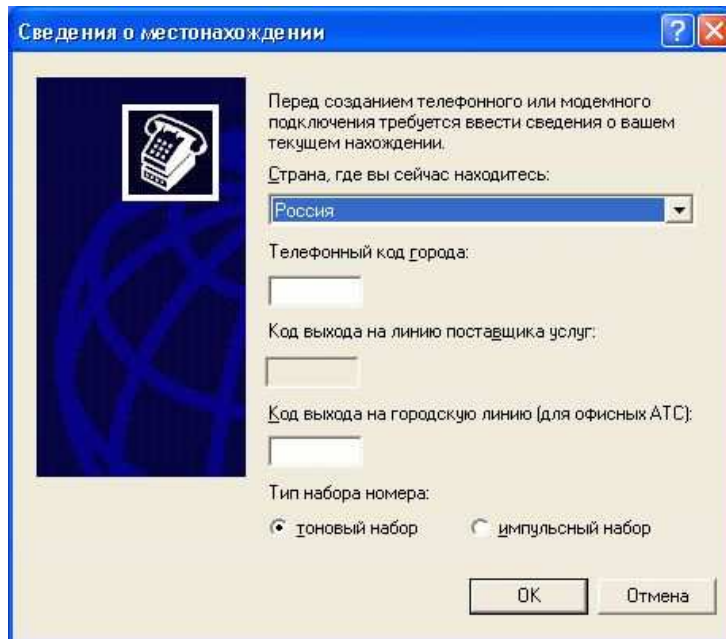 Сведения о местонахождении
Перед созданием телефонного или модемного
подключения требуется ввести сведения о вашем
текущем нахождении.
Страна, где вы сейчас находитесь:
Россия
Телефонный код города:
Код выхода на линию поставщика услуг:
Код выхода на городскую линию (для офисных АТС):
Тип набора номера:
тоновый набор импульсный набор
ОК Отмена